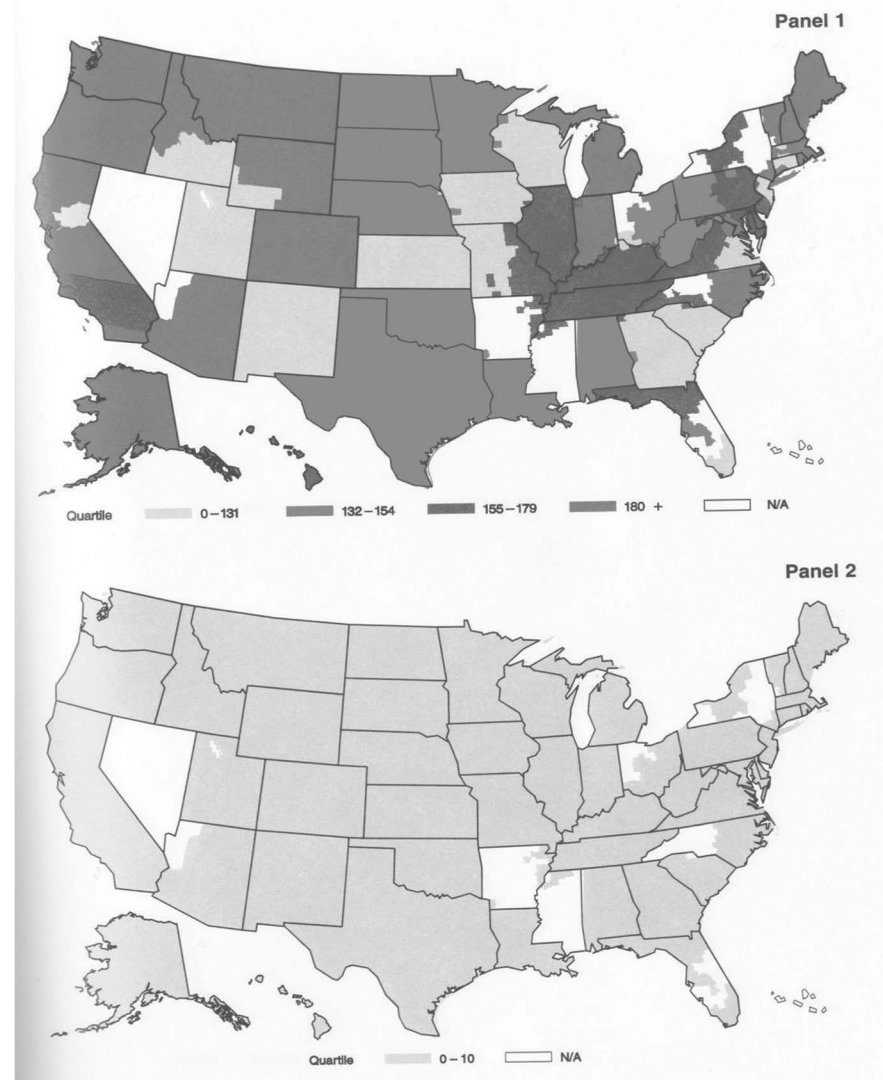 Panel 1
Quartile 0–131 132–154 155–179 180 + N/A
Panel 2
Quartile 0–10 N/A